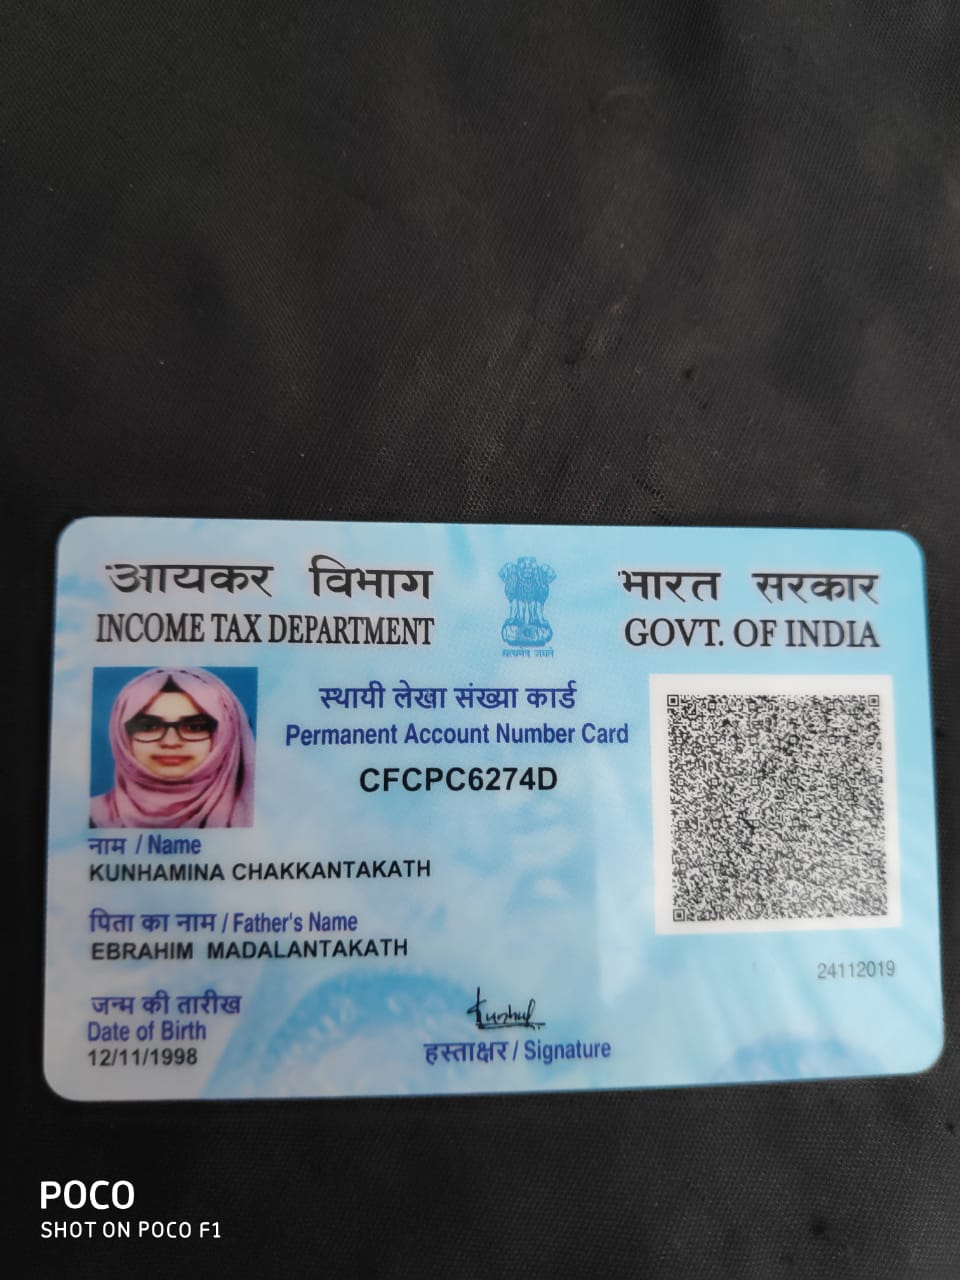 आयकर विभाग
INCOME TAX DEPARTMENT
सत्यमेव जयते
भारत सरकार
GOVT. OF INDIA
स्थायी लेखा संख्या कार्ड
Permanent Account Number Card
CFCPC6274D
नाम / Name
KUNHAMINA CHAKKANTAKATH
पिता का नाम / Father's Name
EBRAHIM MADALANTAKATH
24112019
जन्म की तारीख
Date of Birth
12/11/1998
हस्ताक्षर / Signature
POCO
SHOT ON POCO F1